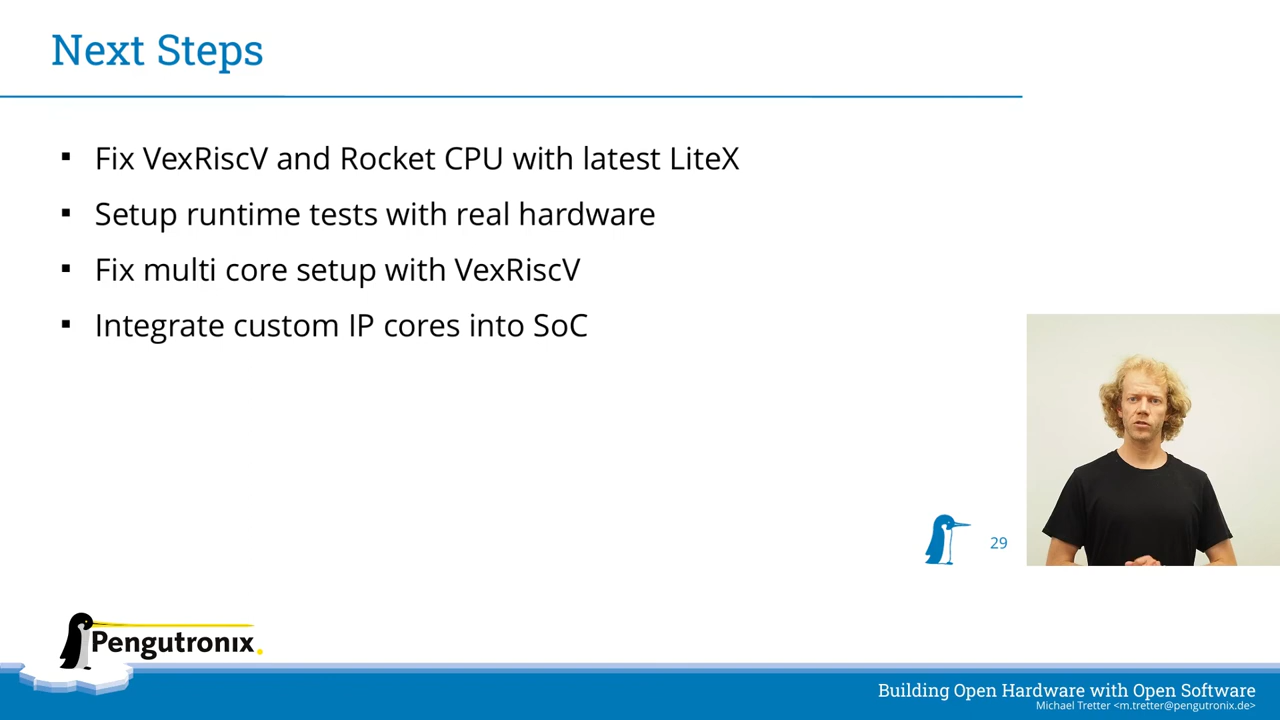 Next Steps
Fix VexRiscV and Rocket CPU with latest LiteX
Setup runtime tests with real hardware
Fix multi core setup with VexRiscV
Integrate custom IP cores into SoC
29
Pengutronix.
Building Open Hardware with Open Software
Michael Tretter <m.tretter@pengutronix.de>